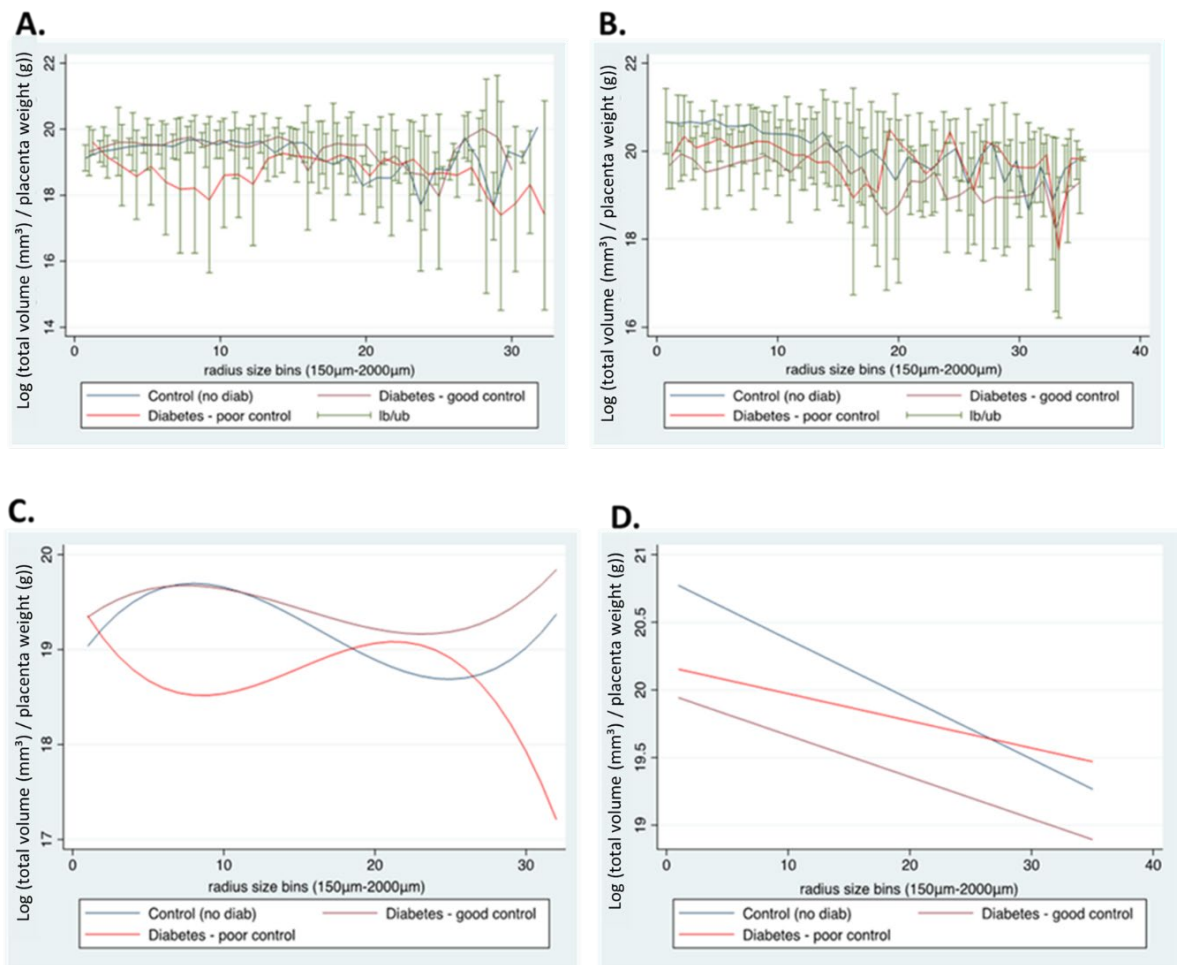 A.
Log (total volume (mm³) / placenta weight (g))
22
20
18
16
14
0 10 20 30
radius size bins (150µm-2000µm)
Control (no diab) Diabetes - good control
Diabetes - poor control lb/ub
B.
Log (total volume (mm³) / placenta weight (g))
22
20
18
16
0 10 20 30 40
radius size bins (150µm-2000µm)
Control (no diab) Diabetes - good control
Diabetes - poor control lb/ub
C.
Log (total volume (mm³) / placenta weight (g))
20
19
18
17
0 10 20 30
radius size bins (150µm-2000µm)
Control (no diab) Diabetes - good control
Diabetes - poor control
D.
Log (total volume (mm³) / placenta weight (g))
21
20.5
20
19.5
19
0 10 20 30 40
radius size bins (150µm-2000µm)
Control (no diab) Diabetes - good control
Diabetes - poor control